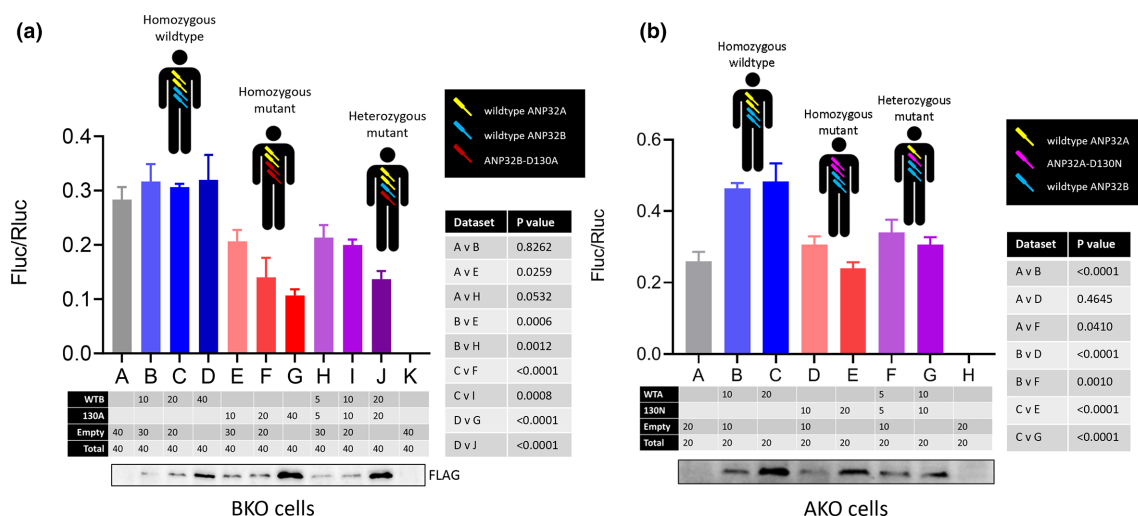 (a)
Homozygous
wildtype
Homozygous
mutant
Heterozygous
mutant
wildtype ANP32A
wildtype ANP32B
ANP32B-D130A
Fluc/Rluc
0.4
0.3
0.2
0.1
0.0
A B C D E F G H I J K
WTB 10 20 40 5 10 20
130A 10 20 40 5 10 20
Empty 40 30 20 30 20 30 20 40
Total 40 40 40 40 40 40 40 40 40 40 40
FLAG
BKO cells
Dataset P value
A v B 0.8262
A v E 0.0259
A v H 0.0532
B v E 0.0006
B v H 0.0012
C v F <0.0001
C v I 0.0008
D v G <0.0001
D v J <0.0001
(b)
Homozygous
wildtype
Homozygous
mutant
Heterozygous
mutant
wildtype ANP32A
ANP32A-D130N
wildtype ANP32B
Fluc/Rluc
0.6
0.4
0.2
0.0
A B C D E F G H
WTA 10 20 5 10
130N 10 20 5 10
Empty 20 10 10 10 20
Total 20 20 20 20 20 20 20 20
AKO cells
Dataset P value
A v B <0.0001
A v D 0.4645
A v F 0.0410
B v D <0.0001
B v F 0.0010
C v E <0.0001
C v G <0.0001